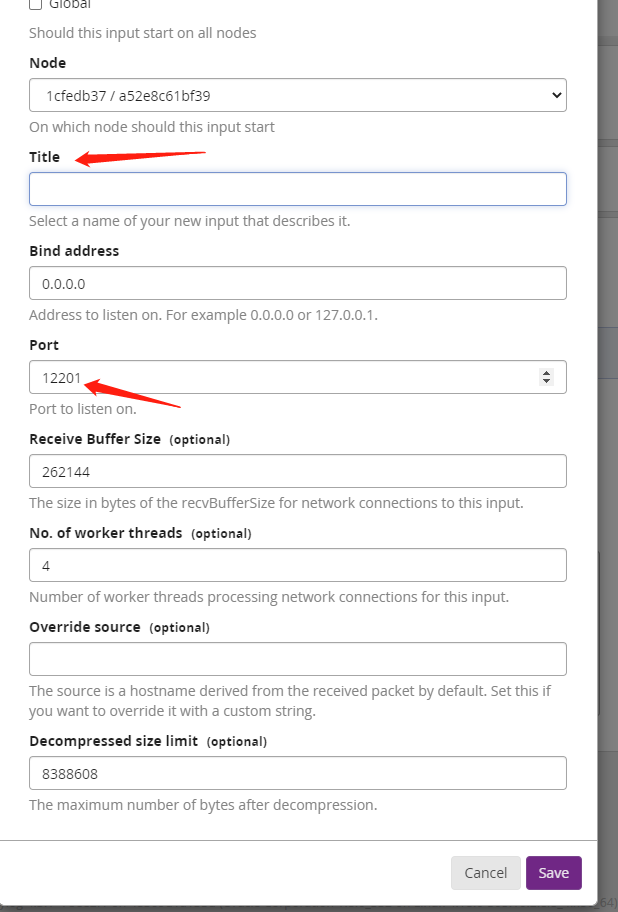 Global
Should this input start on all nodes
Node
1cfedb37 / a52e8c61bf39
On which node should this input start
Title
Select a name of your new input that describes it.
Bind address
0.0.0.0
Address to listen on. For example 0.0.0.0 or 127.0.0.1.
Port
12201
Port to listen on.
Receive Buffer Size (optional)
262144
The size in bytes of the recvBufferSize for network connections to this input.
No. of worker threads (optional)
4
Number of worker threads processing network connections for this input.
Override source (optional)
The source is a hostname derived from the received packet by default. Set this if
you want to override it with a custom string.
Decompressed size limit (optional)
8388608
The maximum number of bytes after decompression.
Cancel
Save